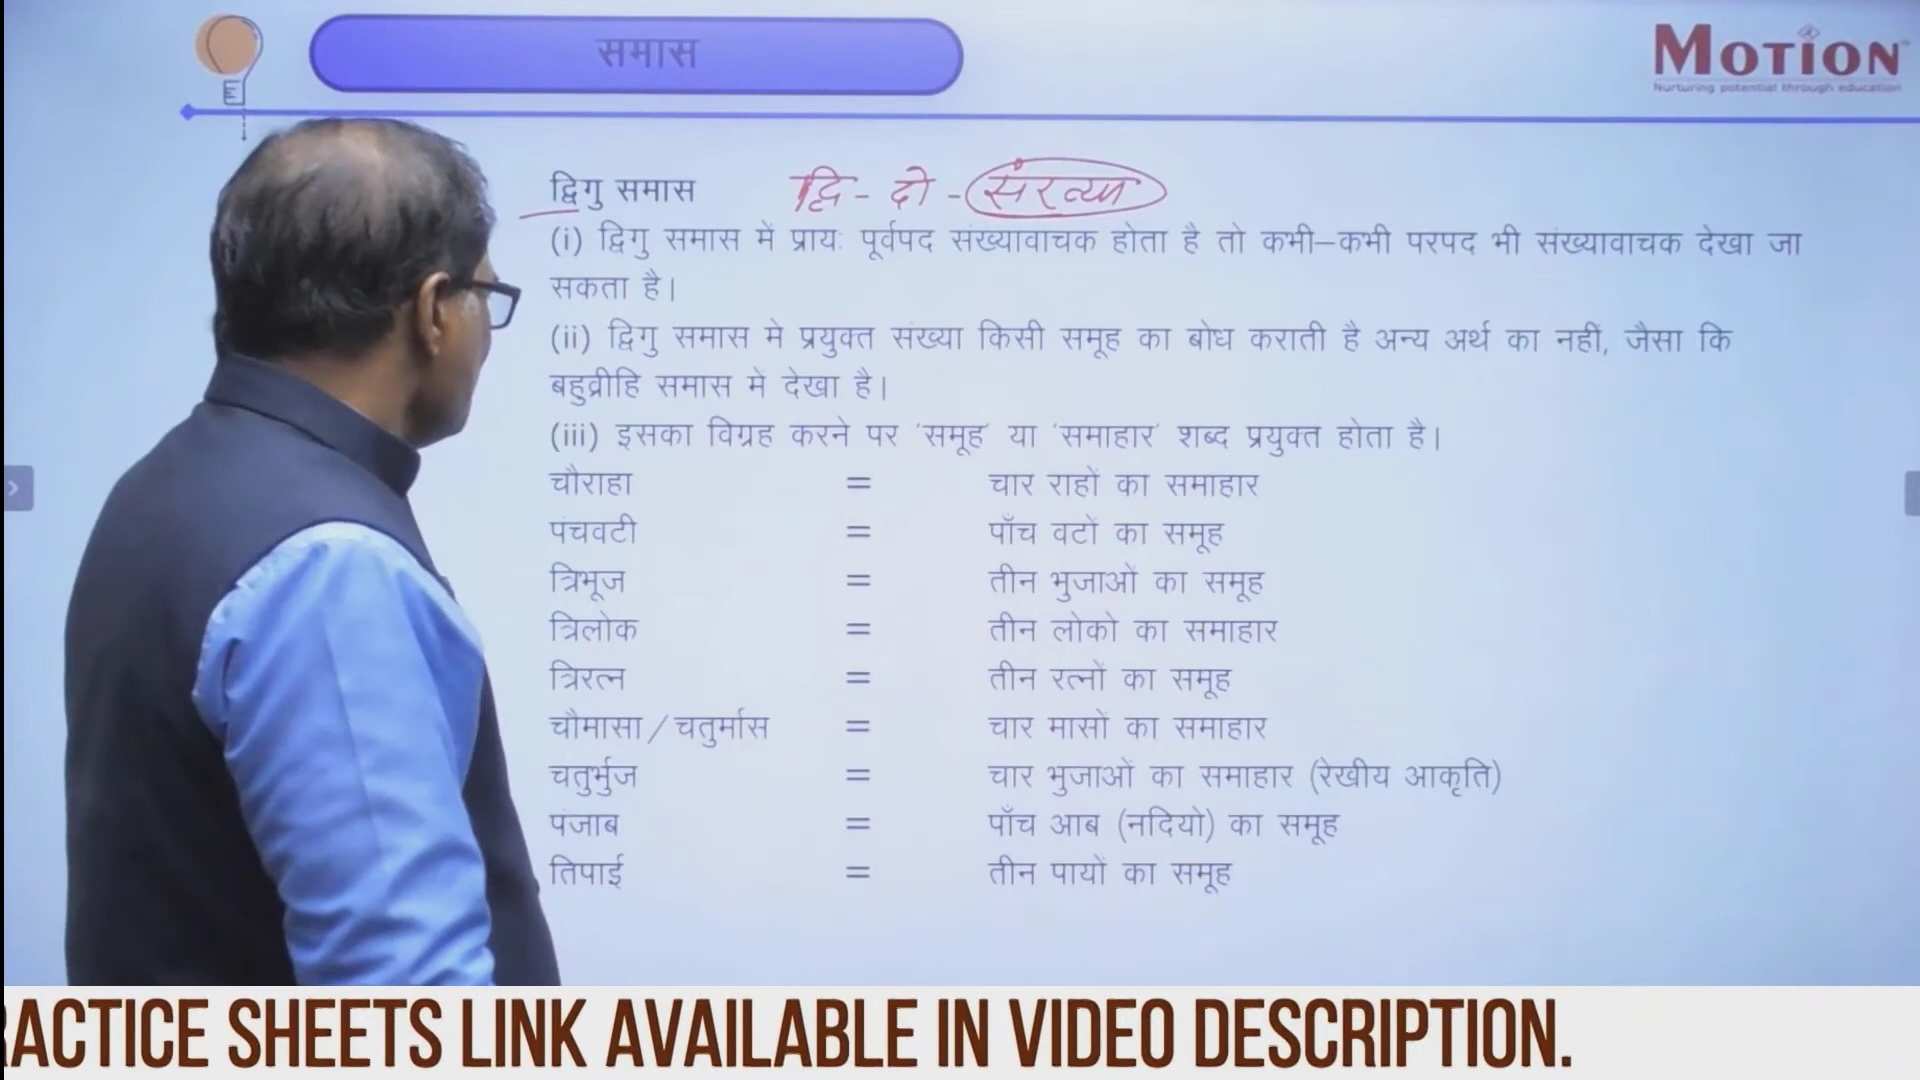 समास
MOTION
Nurturing potential through education
द्विगु समास द्वि - दो - संख्या
(i) द्विगु समास में प्रायः पूर्वपद संख्यावाचक होता है तो कभी–कभी परपद भी संख्यावाचक देखा जा
सकता है।
(ii) द्विगु समास मे प्रयुक्त संख्या किसी समूह का बोध कराती है अन्य अर्थ का नहीं, जैसा कि
बहुव्रीहि समास में देखा है।
(iii) इसका विग्रह करने पर 'समूह' या 'समाहार' शब्द प्रयुक्त होता है।
चौराहा = चार राहों का समाहार
पंचवटी = पाँच वटों का समूह
त्रिभूज = तीन भुजाओं का समूह
त्रिलोक = तीन लोको का समाहार
त्रिरत्न = तीन रत्नों का समूह
चौमासा/चतुर्मास = चार मासों का समाहार
चतुर्भुज = चार भुजाओं का समाहार (रेखीय आकृति)
पंजाब = पाँच आब (नदियो) का समूह
तिपाई = तीन पायों का समूह
RACTICE SHEETS LINK AVAILABLE IN VIDEO DESCRIPTION.